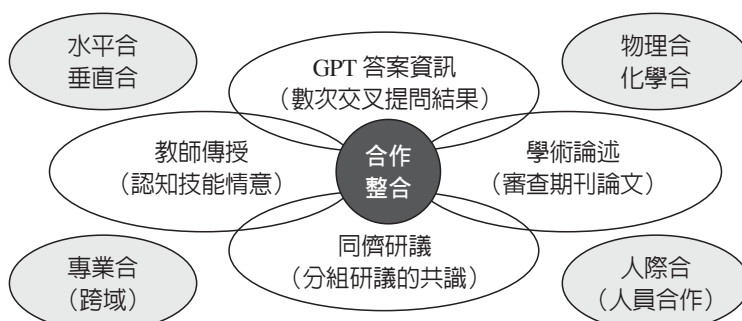 水平合
垂直合
GPT 答案資訊
（數次交叉提問結果）
物理合
化學合
教師傳授
（認知技能情意）
合作
整合
學術論述
（審查期刊論文）
同儕研議
（分組研議的共識）
專業合
（跨域）
人際合
（人員合作）